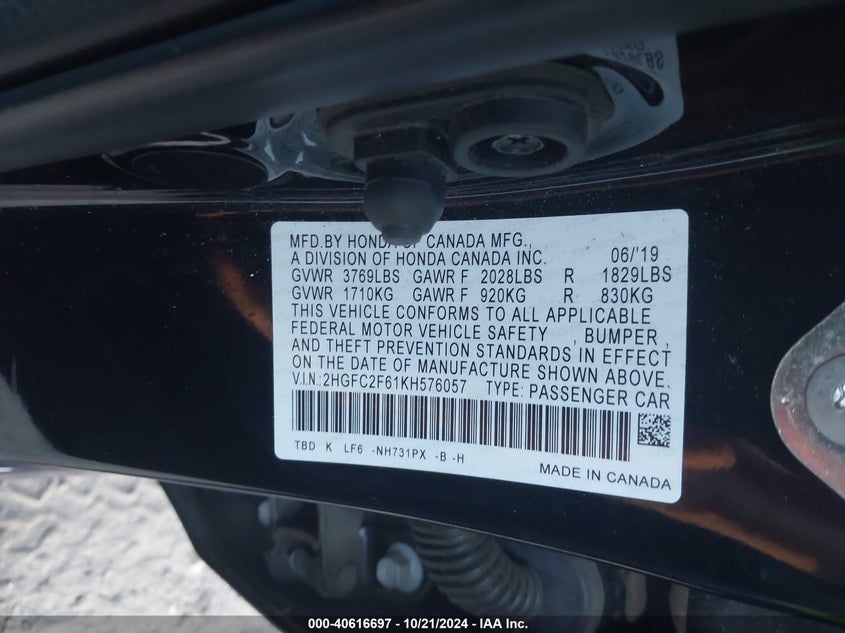 MFD.BY HONDA OF CANADA MFG.,
A DIVISION OF HONDA CANADA INC. 06/'19
GVWR 3769LBS GAWR F 2028LBS R 1829LBS
GVWR 1710KG GAWR F 920KG R 830KG
THIS VEHICLE CONFORMS TO ALL APPLICABLE
FEDERAL MOTOR VEHICLE SAFETY , BUMPER ,
AND THEFT PREVENTION STANDARDS IN EFFECT
ON THE DATE OF MANUFACTURE SHOWN ABOVE.
V.I.N.:2HGFC2F61KH576057 TYPE: PASSENGER CAR
TBD K LF6 -NH731PX -B -H
MADE IN CANADA
000-40616697 - 10/21/2024 - IAA Inc.